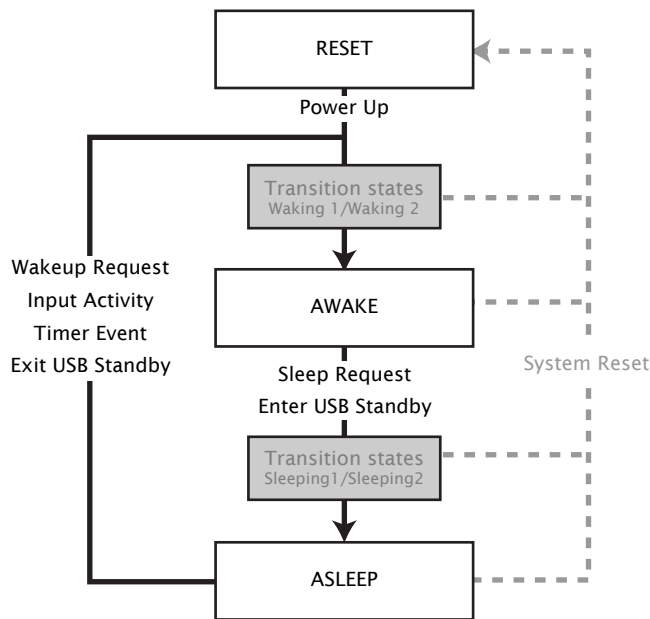 RESET
Power Up
Transition states
Waking 1/Waking 2
Wakeup Request
Input Activity
Timer Event
Exit USB Standby
AWAKE
Sleep Request
Enter USB Standby
System Reset
Transition states
Sleeping1/Sleeping2
ASLEEP